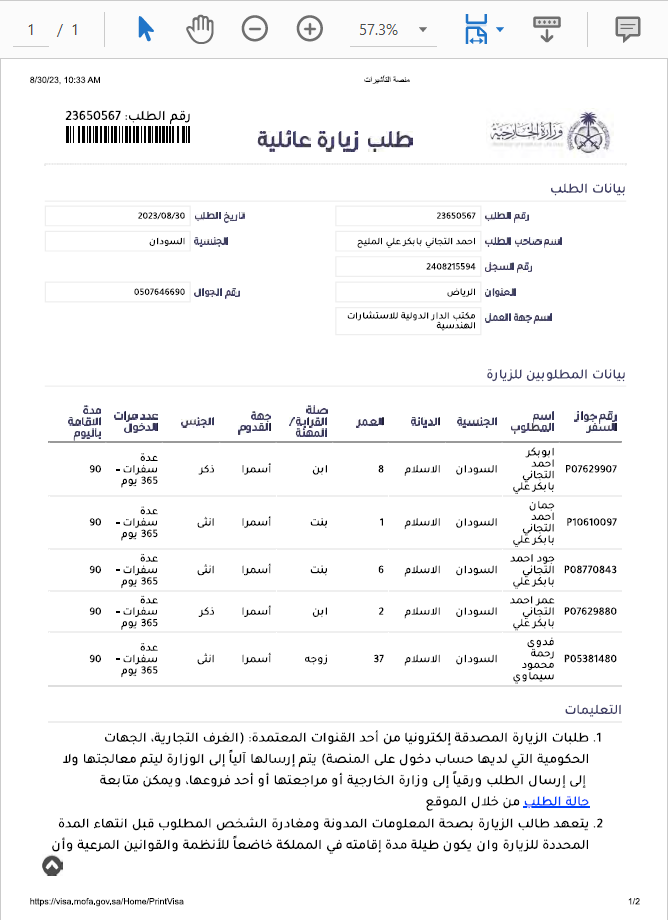 1 / 1
57.3%
8/30/23, 10:33 AM
منصة التأشيرات
وزارة الخارجية
رقم الطلب: 23650567
طلب زيارة عائلية
بيانات الطلب
رقم الطلب 23650567 تاريخ الطلب 2023/08/30
اسم صاحب الطلب احمد التجاني بابكر علي المليح الجنسية السودان
رقم السجل 2408215594
العنوان الرياض رقم الجوال 0507646690
اسم جهة العمل مكتب الدار الدولية للاستشارات
الهندسية
بيانات المطلوبين للزيارة
رقم جواز السفر اسم المطلوب الجنسية الديانة العمر صلة القرابة/ المهنة جهة القدوم الجنس عدد مرات الدخول مدة الاقامة باليوم
P07629907 ابوبكر احمد التجاني بابكر علي السودان الاسلام 8 ابن أسمرا ذكر عدة سفرات - 365 يوم 90
P10610097 جمان احمد التجاني بابكر علي السودان الاسلام 1 بنت أسمرا انثى عدة سفرات - 365 يوم 90
P08770843 جود احمد التجاني بابكر علي السودان الاسلام 6 بنت أسمرا انثى عدة سفرات - 365 يوم 90
P07629880 عمر احمد التجاني بابكر علي السودان الاسلام 2 ابن أسمرا ذكر عدة سفرات - 365 يوم 90
P05381480 فدوى رحمة محمود سيماوي السودان الاسلام 37 زوجه أسمرا انثى عدة سفرات - 365 يوم 90
التعليمات
1. طلبات الزيارة المصدقة إلكترونيا من أحد القنوات المعتمدة: (الغرف التجارية، الجهات
الحكومية التي لديها حساب دخول على المنصة) يتم إرسالها آلياً إلى الوزارة ليتم معالجتها ولا
إلى إرسال الطلب ورقياً إلى وزارة الخارجية أو مراجعتها أو أحد فروعها، ويمكن متابعة
حالة الطلب من خلال الموقع
2. يتعهد طالب الزيارة بصحة المعلومات المدونة ومغادرة الشخص المطلوب قبل انتهاء المدة
المحددة للزيارة وان يكون طيلة مدة إقامته في المملكة خاضعاً للأنظمة والقوانين المرعية وأن
https://visa.mofa.gov.sa/Home/PrintVisa
1/2